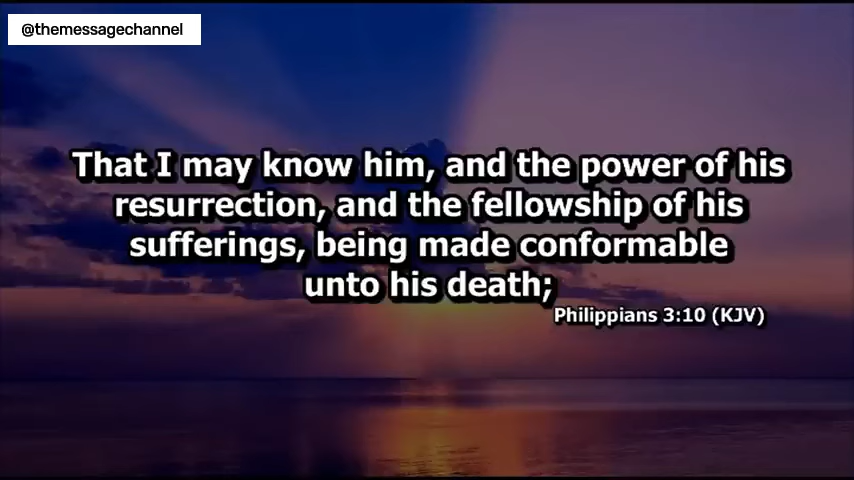 @themessagechannel
That I may know him, and the power of his
resurrection, and the fellowship of his
sufferings, being made conformable
unto his death;
Philippians 3:10 (KJV)